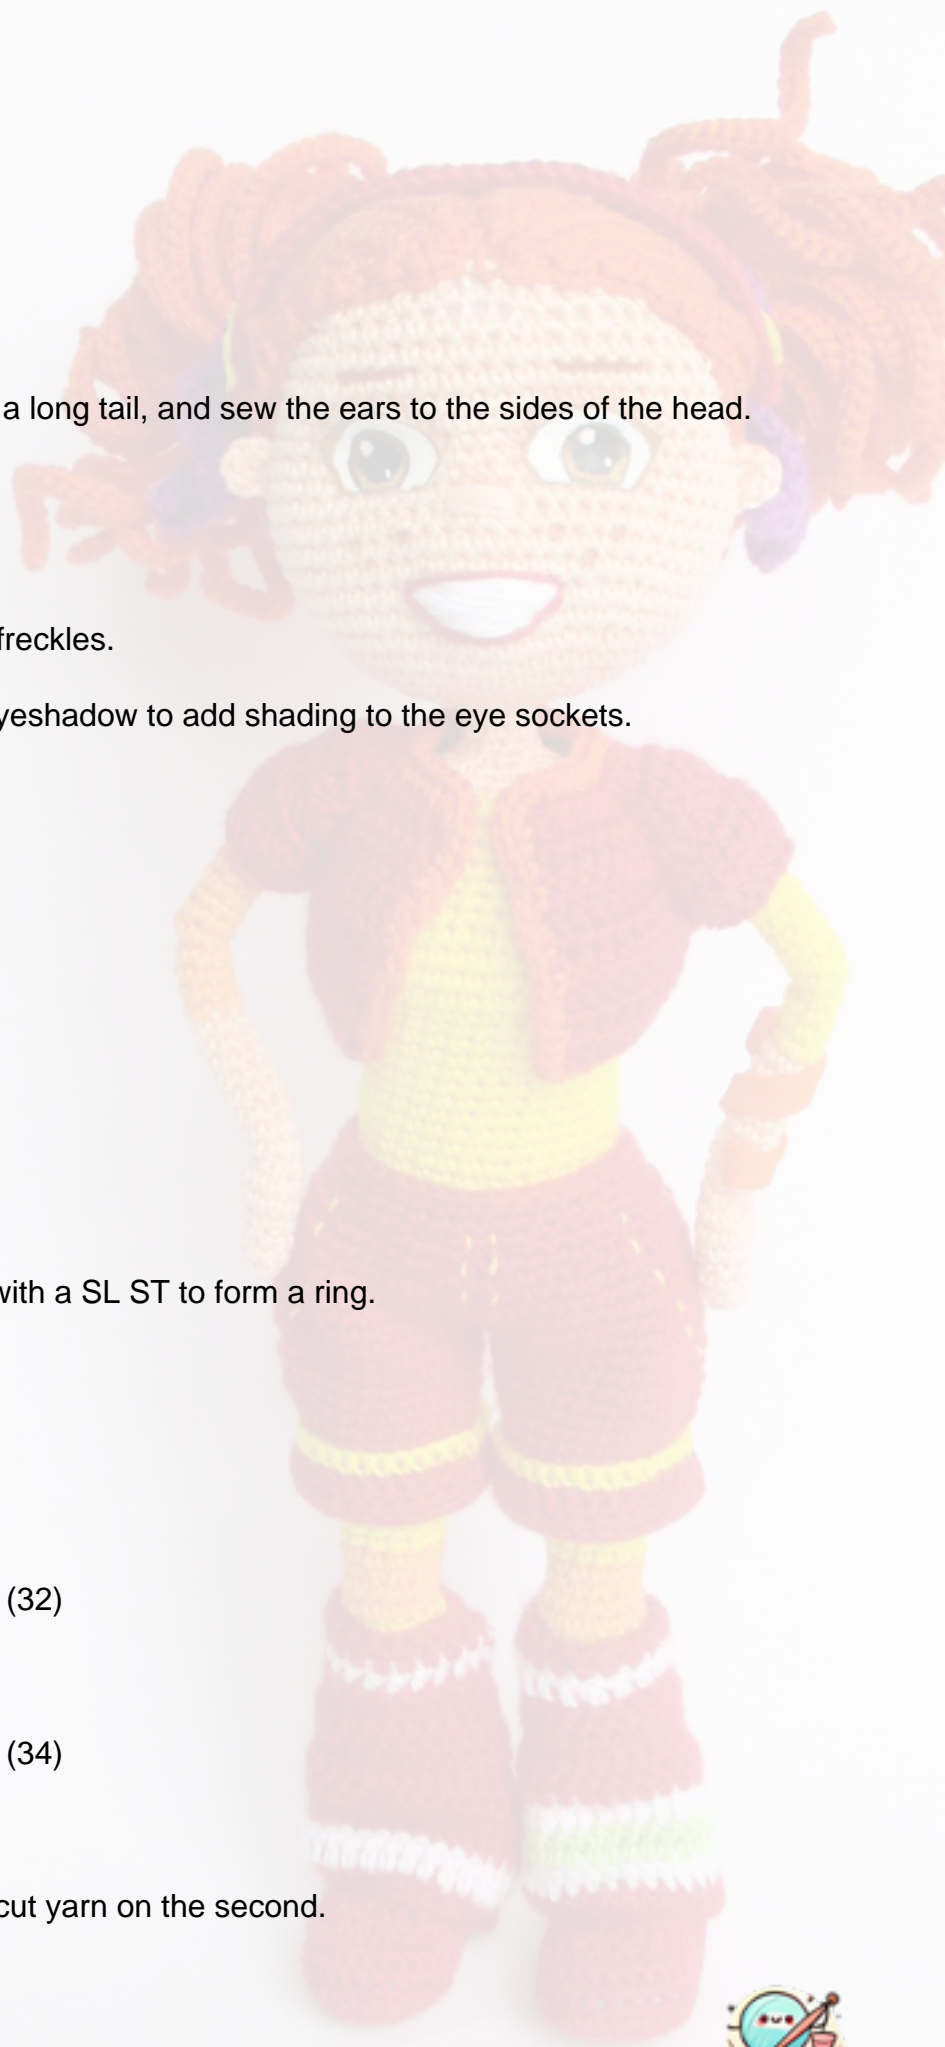 a long tail, and sew the ears to the sides of the head.
freckles.
yeshadow to add shading to the eye sockets.
with a SL ST to form a ring.
(32)
(34)
cut yarn on the second.